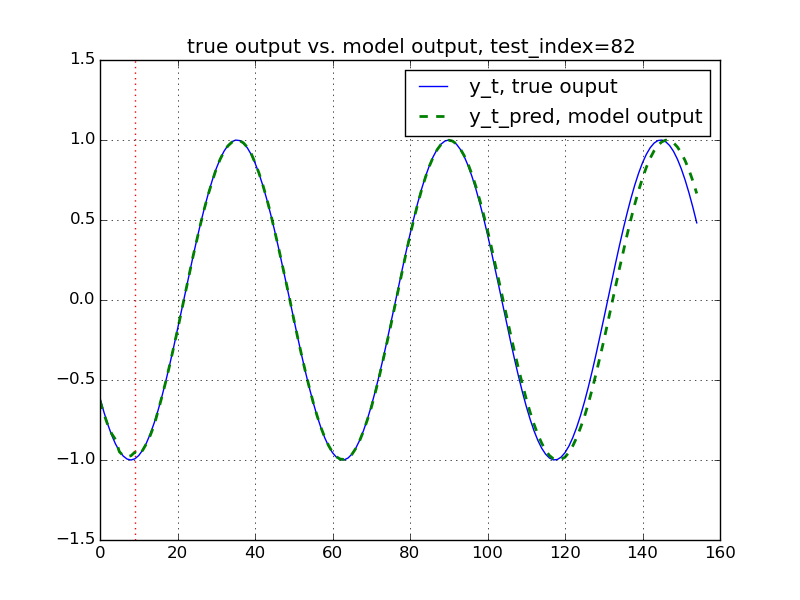 true output vs. model output, test_index=82
y_t, true ouput
y_t_pred, model output
1.5
1.0
0.5
0.0
−0.5
−1.0
−1.5
0 20 40 60 80 100 120 140 160